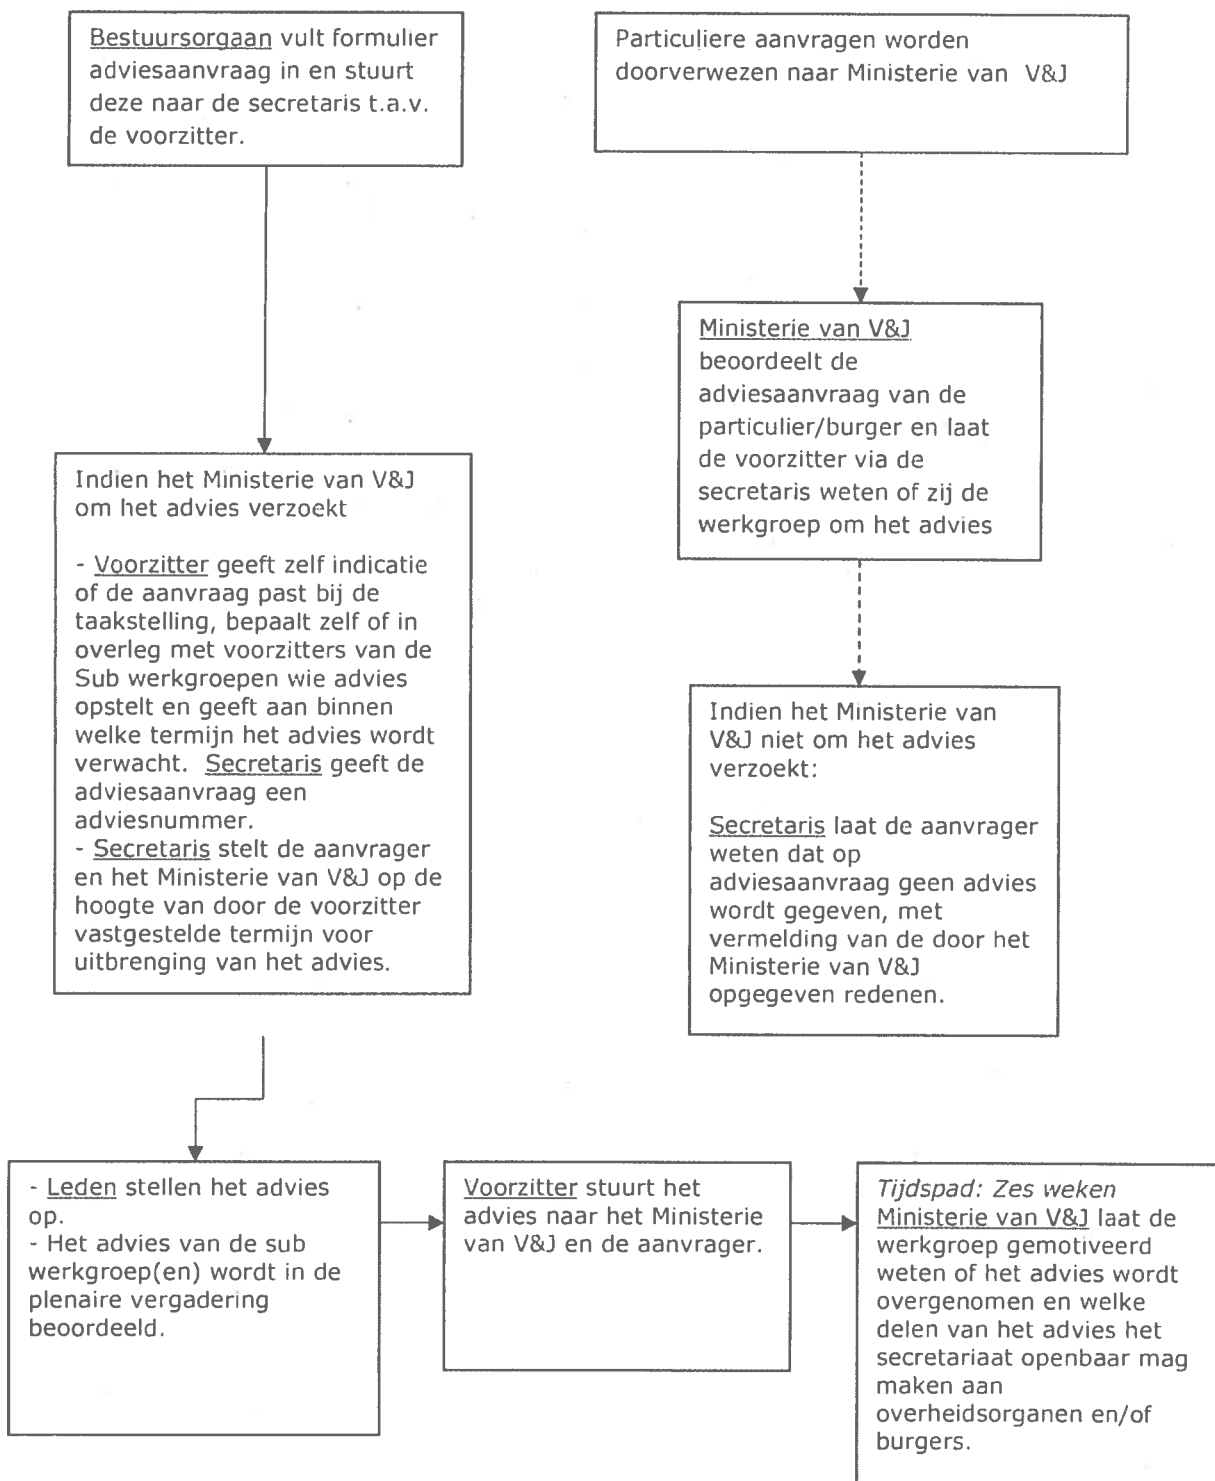 Bestuursorgaan vult formulier
adviesaanvraag in en stuurt
deze naar de secretaris t.a.v.
de voorzitter.
Particuliere aanvragen worden
doorverwezen naar Ministerie van V&J
Ministerie van V&J
beoordeelt de
adviesaanvraag van de
particulier/burger en laat
de voorzitter via de
secretaris weten of zij de
werkgroep om het advies
Indien het Ministerie van V&J
om het advies verzoekt
- Voorzitter geeft zelf indicatie
of de aanvraag past bij de
taakstelling, bepaalt zelf of in
overleg met voorzitters van de
Sub werkgroepen wie advies
opstelt en geeft aan binnen
welke termijn het advies wordt
verwacht. Secretaris geeft de
adviesaanvraag een
adviesnummer.
- Secretaris stelt de aanvrager
en het Ministerie van V&J op de
hoogte van door de voorzitter
vastgestelde termijn voor
uitbrenging van het advies.
Indien het Ministerie van
V&J niet om het advies
verzoekt:
Secretaris laat de aanvrager
weten dat op
adviesaanvraag geen advies
wordt gegeven, met
vermelding van de door het
Ministerie van V&J
opgegeven redenen.
- Leden stellen het advies
op.
- Het advies van de sub
werkgroep(en) wordt in de
plenaire vergadering
beoordeeld.
Voorzitter stuurt het
advies naar het Ministerie
van V&J en de aanvrager.
Tijdspad: Zes weken
Ministerie van V&J laat de
werkgroep gemotiveerd
weten of het advies wordt
overgenomen en welke
delen van het advies het
secretariaat openbaar mag
maken aan
overheidsorganen en/of
burgers.